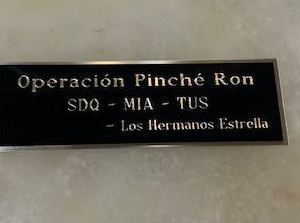 Operación Pinché Ron
SDQ - MIA - TUS
- Los Hermanos Estrella